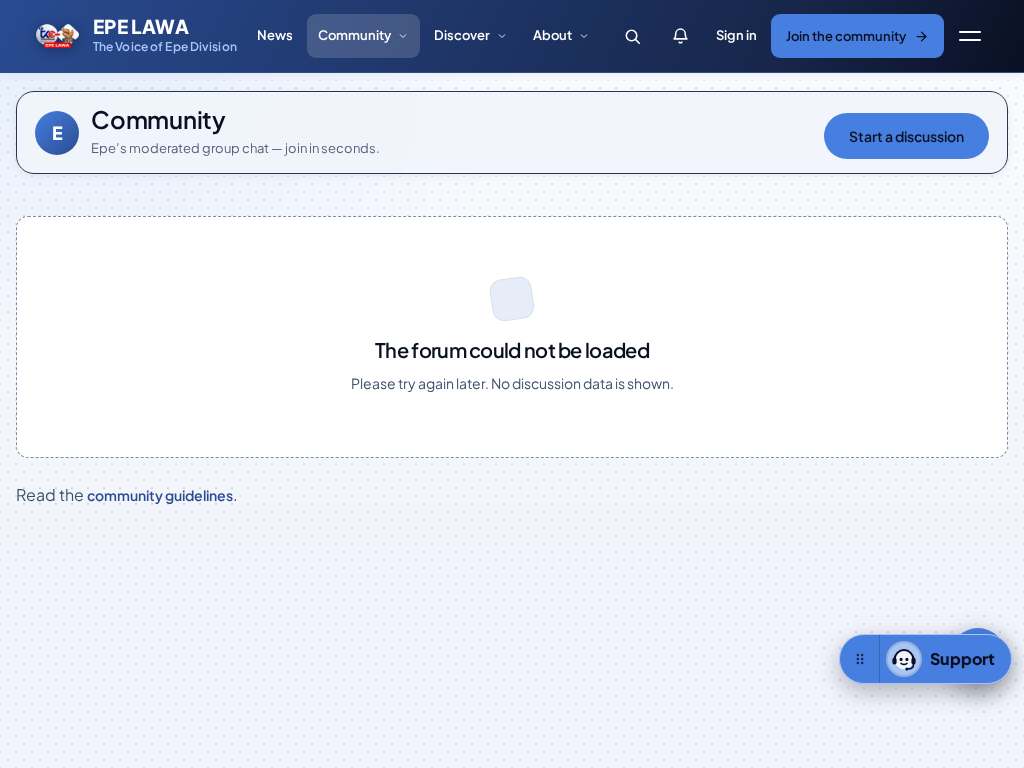 EPE LAWA
The Voice of Epe Division
News
Community
Discover
About
Sign in
Join the community
E
Community
Epe's moderated group chat — join in seconds.
Start a discussion
The forum could not be loaded
Please try again later. No discussion data is shown.
Read the community guidelines.
Support